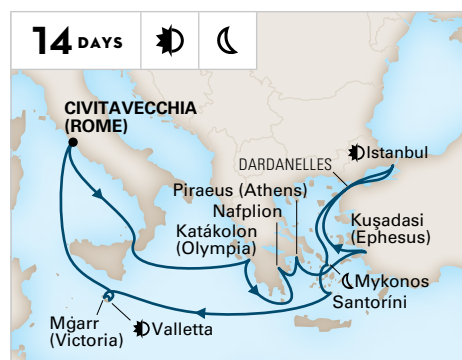 14 DAYS
CIVITAVECCHIA
(ROME)
DARDANELLES
Istanbul
Piraeus (Athens)
Nafplion
Katákolon
(Olympia)
Kuşadasi
(Ephesus)
Mykonos
Santorini
Mġarr
(Victoria)
Valletta